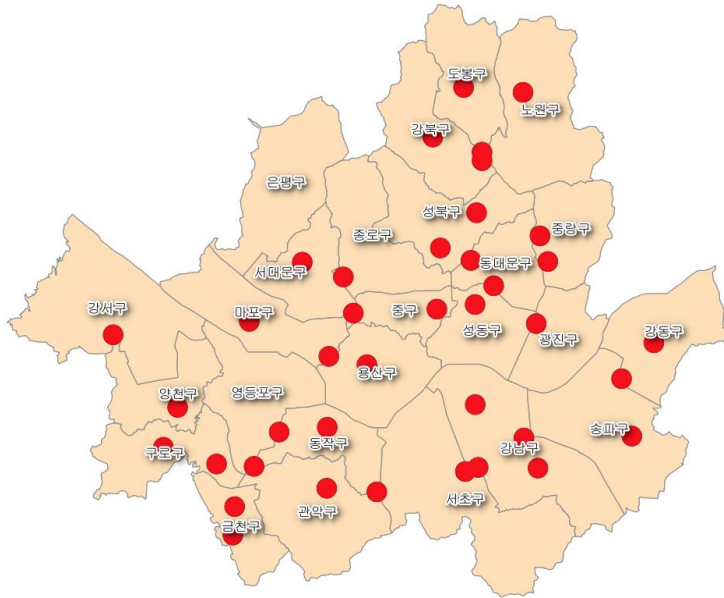 도봉구
노원구
강북구
은평구
성북구
종로구
중랑구
서대문구
동대문구
강서구
마포구
중구
성동구
광진구
강동구
용산구
양천구
영등포구
동작구
송파구
구로구
강남구
서초구
관악구
금천구